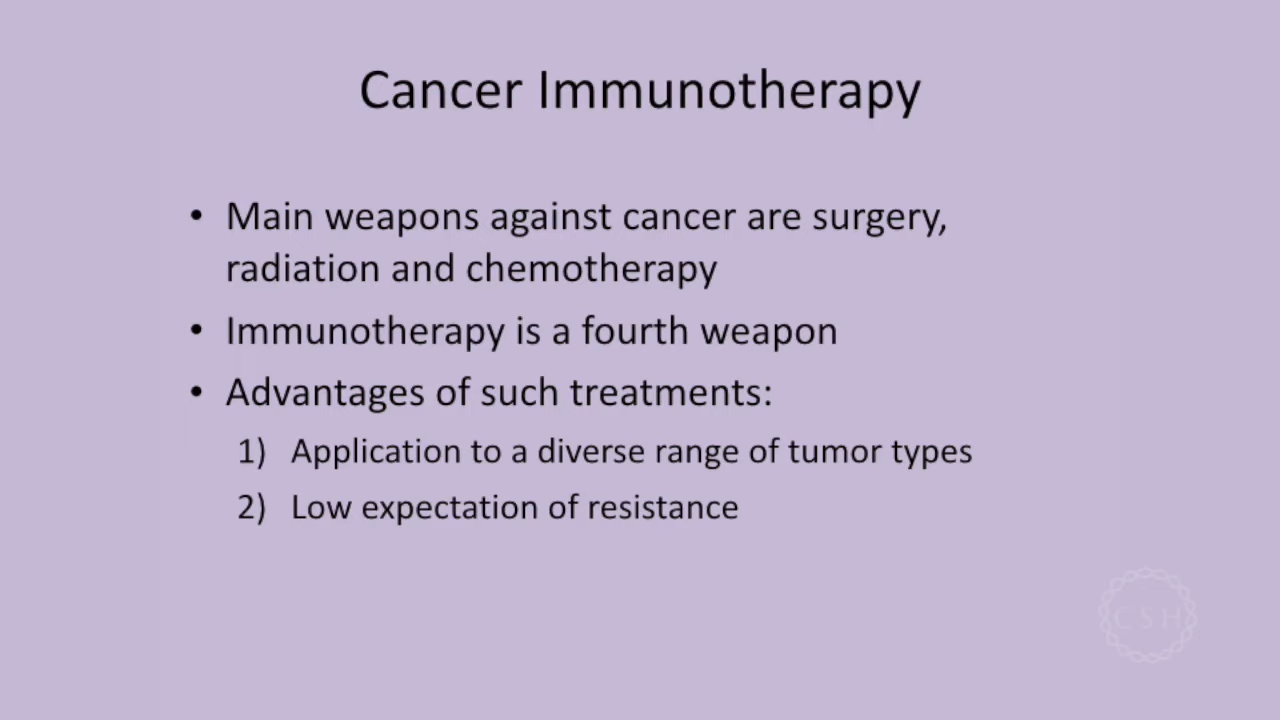 Cancer Immunotherapy
• Main weapons against cancer are surgery,
radiation and chemotherapy
• Immunotherapy is a fourth weapon
• Advantages of such treatments:
1) Application to a diverse range of tumor types
2) Low expectation of resistance
CSH